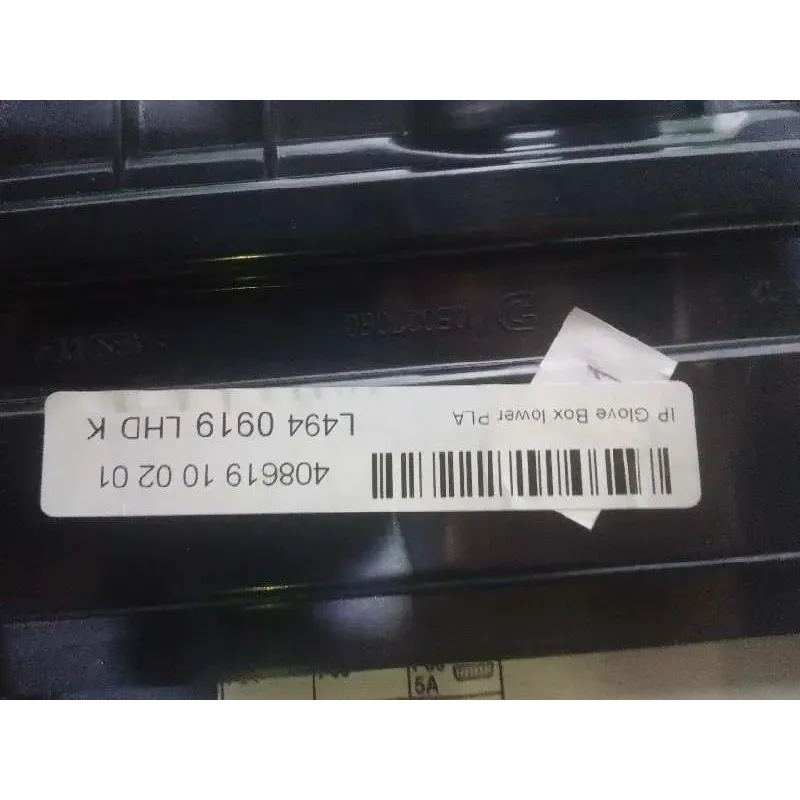 IP Glove Box lower PLA
L494 0919 LHD K
408619 10 02 01
5A